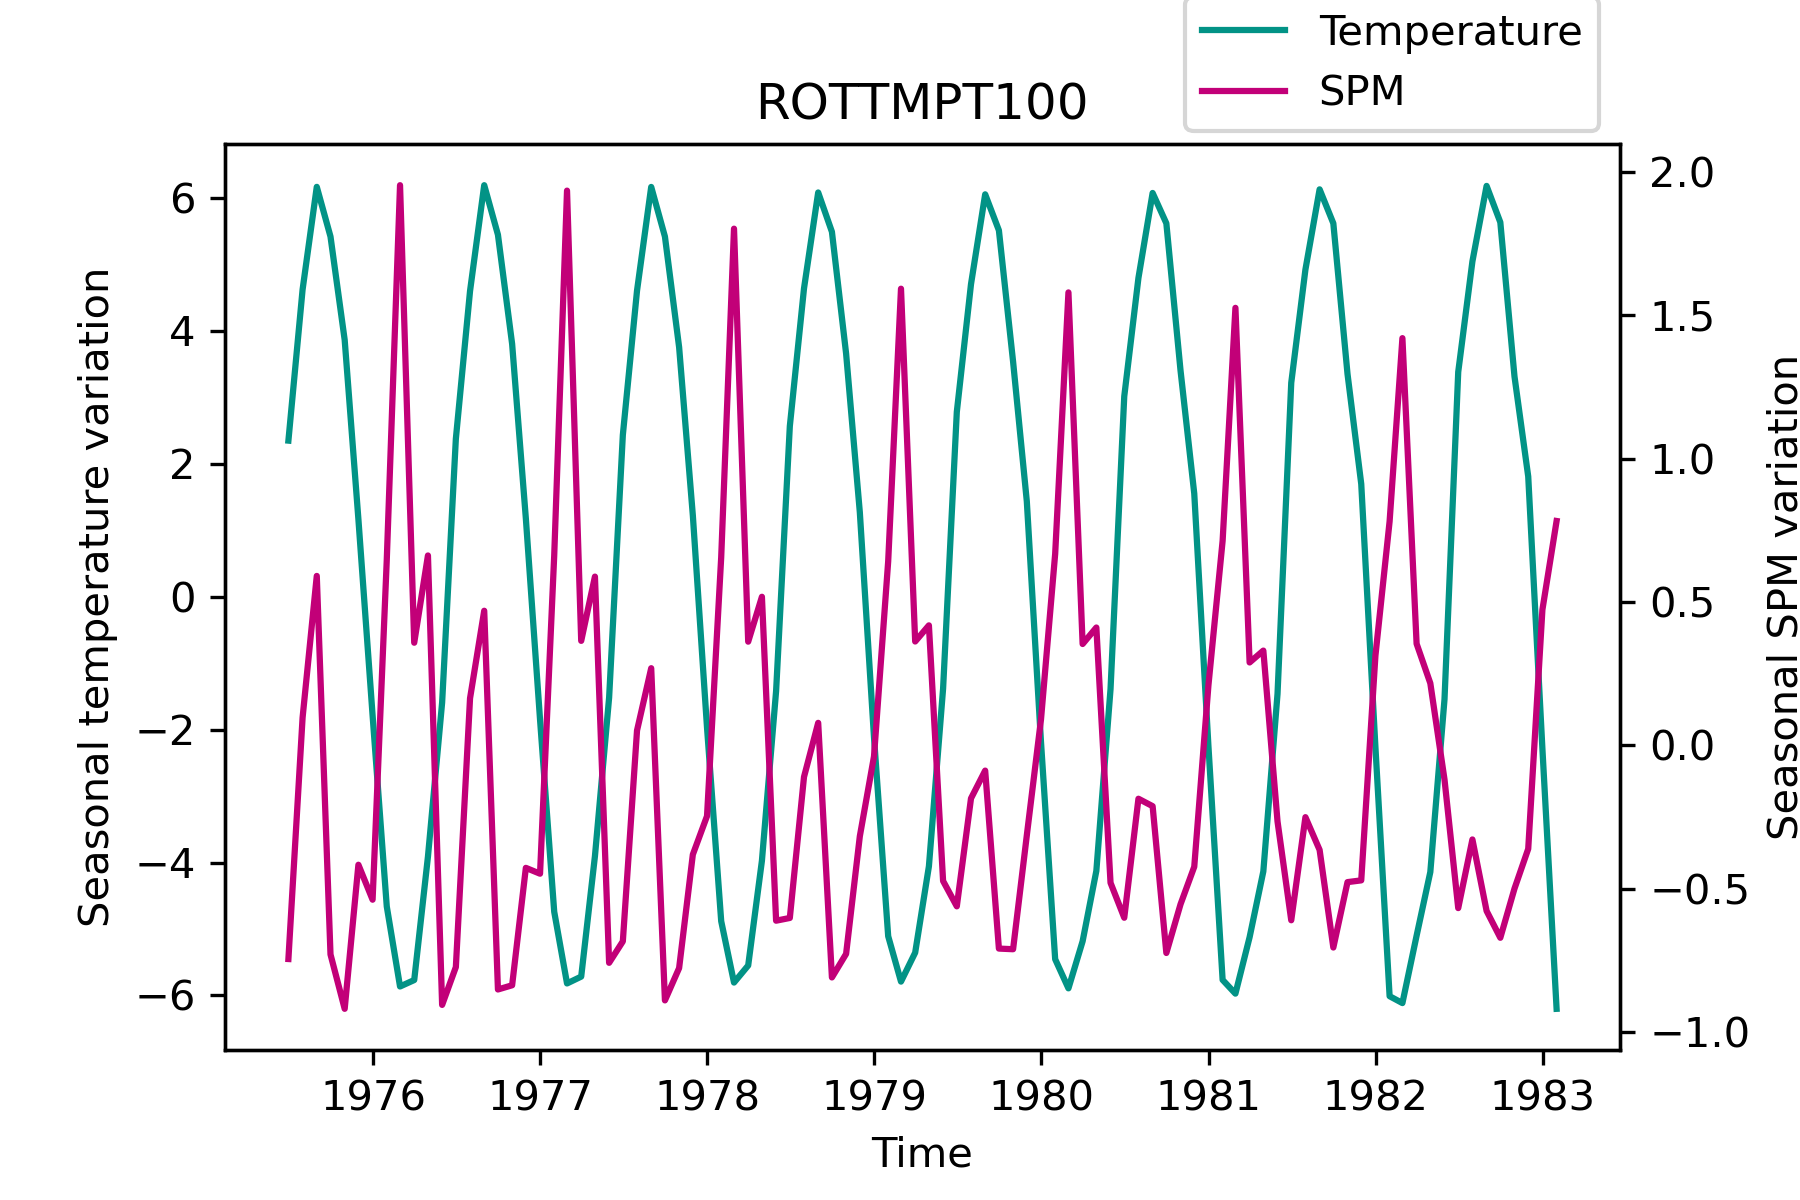 Temperature
SPM
ROTTMPT100
Seasonal temperature variation
6
4
2
0
−2
−4
−6
2.0
1.5
1.0
0.5
0.0
−0.5
−1.0
Seasonal SPM variation
1976 1977 1978 1979 1980 1981 1982 1983
Time